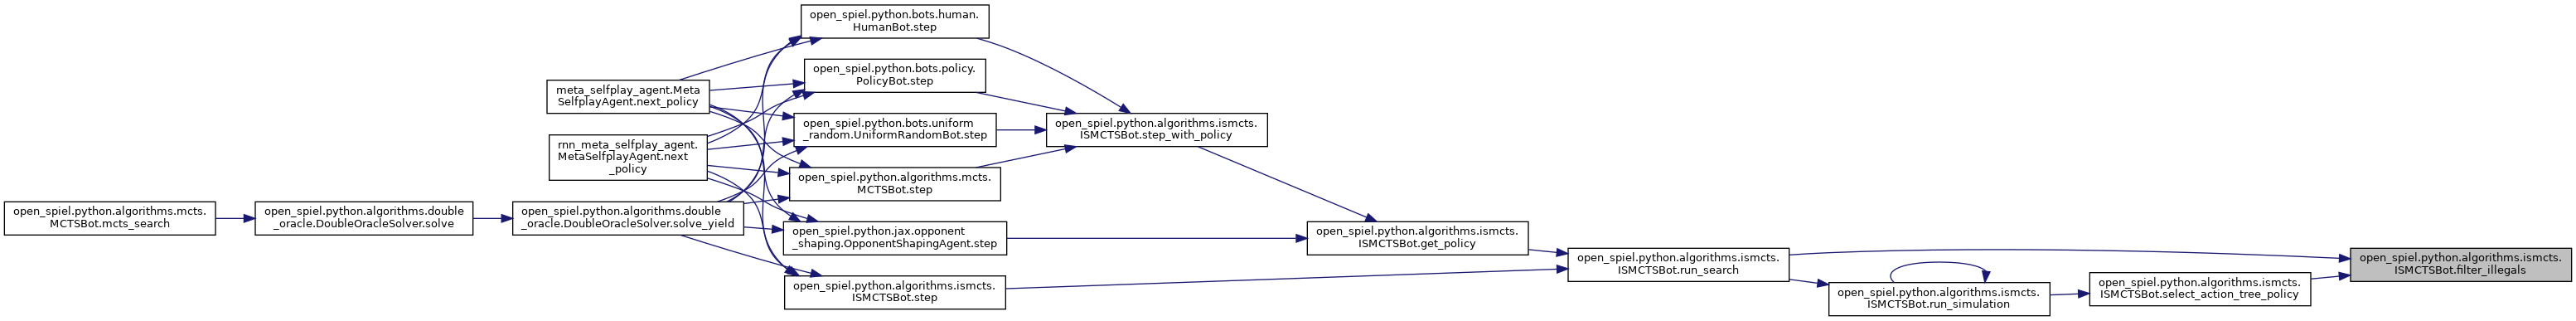 open_spiel.python.bots.human.
HumanBot.step
open_spiel.python.bots.policy.
PolicyBot.step
meta_selfplay_agent.Meta
SelfplayAgent.next_policy
open_spiel.python.bots.uniform
_random.UniformRandomBot.step
open_spiel.python.algorithms.ismcts.
ISMCTSBot.step_with_policy
rnn_meta_selfplay_agent.
MetaSelfplayAgent.next
_policy
open_spiel.python.algorithms.mcts.
MCTSBot.step
open_spiel.python.algorithms.mcts.
MCTSBot.mcts_search
open_spiel.python.algorithms.double
_oracle.DoubleOracleSolver.solve
open_spiel.python.algorithms.double
_oracle.DoubleOracleSolver.solve_yield
open_spiel.python.jax.opponent
_shaping.OpponentShapingAgent.step
open_spiel.python.algorithms.ismcts.
ISMCTSBot.get_policy
open_spiel.python.algorithms.ismcts.
ISMCTSBot.run_search
open_spiel.python.algorithms.ismcts.
ISMCTSBot.filter_illegals
open_spiel.python.algorithms.ismcts.
ISMCTSBot.step
open_spiel.python.algorithms.ismcts.
ISMCTSBot.run_simulation
open_spiel.python.algorithms.ismcts.
ISMCTSBot.select_action_tree_policy